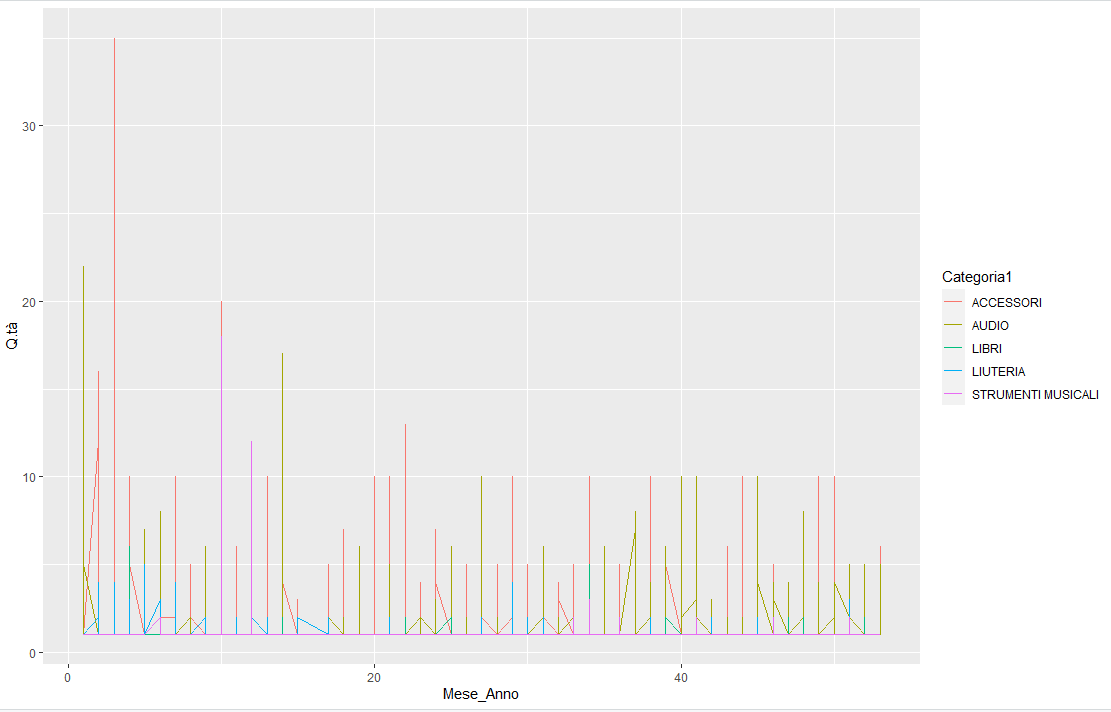 30
20
10
0
Q.tà
0
20
40
Mese_Anno
Categoria1
ACCESSORI
AUDIO
LIBRI
LIUTERIA
STRUMENTI MUSICALI